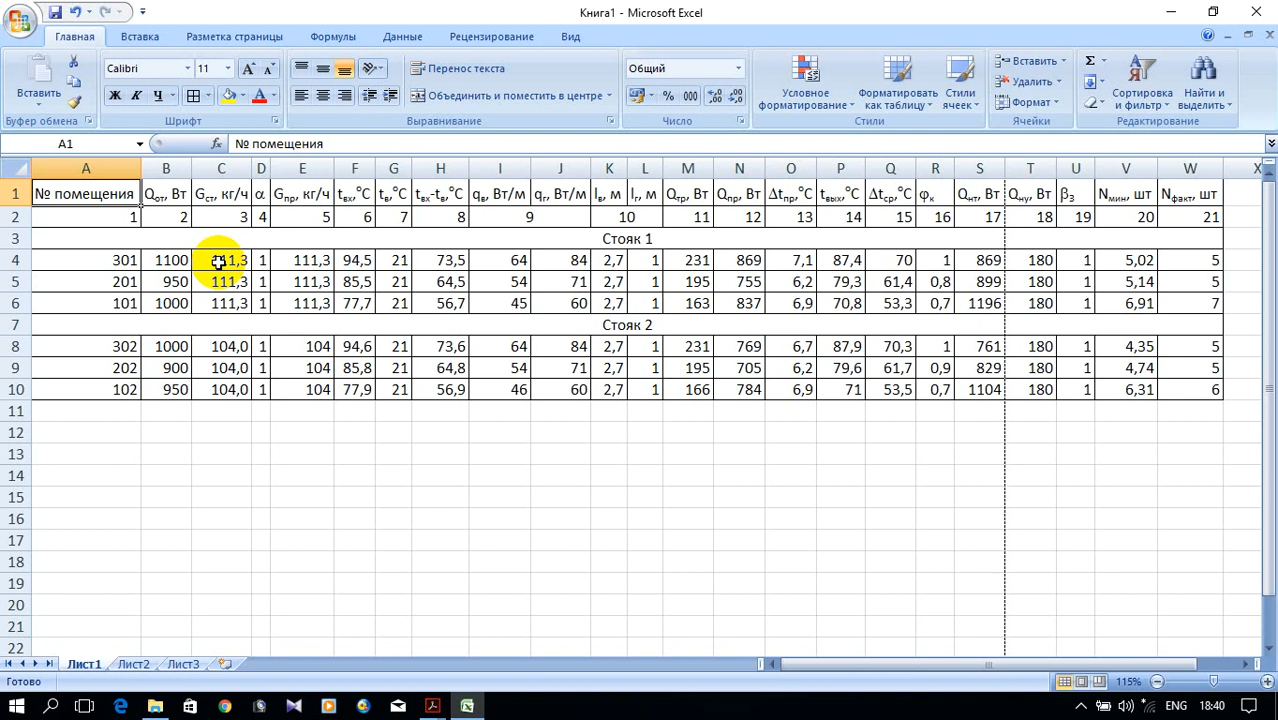 Книга1 - Microsoft Excel
Главная Вставка Разметка страницы Формулы Данные Рецензирование Вид
Вставить
Calibri 11
Ж К Ч
Перенос текста
Объединить и поместить в центре
Общий
% 000
Условное форматирование
Форматировать как таблицу
Стили ячеек
Вставить
Удалить
Формат
Сортировка и фильтр
Найти и выделить
Буфер обмена Шрифт Выравнивание Число Стили Ячейки Редактирование
A1 fx № помещения
A B C D E F G H I J K L M N O P Q R S T U V W X
1 № помещения Qот, Вт Gст, кг/ч α Gпр, кг/ч tвх,°С tв,°С tвх-tв,°С qв, Вт/м qг, Вт/м lв, м lг, м Qтр, Вт Qпр, Вт Δtпр,°С tвых,°С Δtср,°С φк Qнт, Вт Qну, Вт β3 Nмин, шт Nфакт, шт
2 1 2 3 4 5 6 7 8 9 10 11 12 13 14 15 16 17 18 19 20 21
3 Стояк 1
4 301 1100 111,3 1 111,3 94,5 21 73,5 64 84 2,7 1 231 869 7,1 87,4 70 1 869 180 1 5,02 5
5 201 950 111,3 1 111,3 85,5 21 64,5 54 71 2,7 1 195 755 6,2 79,3 61,4 0,8 899 180 1 5,14 5
6 101 1000 111,3 1 111,3 77,7 21 56,7 45 60 2,7 1 163 837 6,9 70,8 53,3 0,7 1196 180 1 6,91 7
7 Стояк 2
8 302 1000 104,0 1 104 94,6 21 73,6 64 84 2,7 1 231 769 6,7 87,9 70,3 1 761 180 1 4,35 5
9 202 900 104,0 1 104 85,8 21 64,8 54 71 2,7 1 195 705 6,2 79,6 61,7 0,9 829 180 1 4,74 5
10 102 950 104,0 1 104 77,9 21 56,9 46 60 2,7 1 166 784 6,9 71 53,5 0,7 1104 180 1 6,31 6
11
12
13
14
15
16
17
18
19
20
21
22
Лист1 Лист2 Лист3
Готово 115%
ENG 18:40